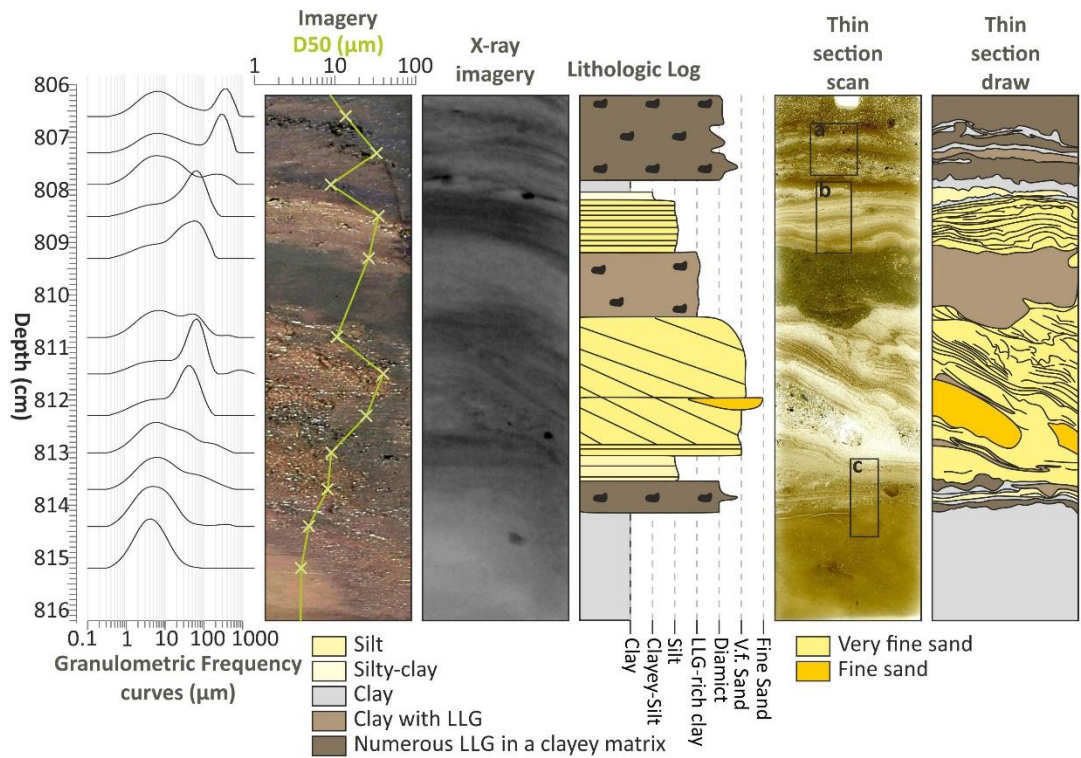 Imagery
D50 (µm)
1 10 100
X-ray
imagery
Lithologic Log
Thin
section
scan
Thin
section
draw
Depth (cm)
806
807
808
809
810
811
812
813
814
815
816
0.1 1 10 100 1000
Granulometric Frequency
curves (µm)
a
b
c
Clay
Clayey-Silt
Silt
LLG-rich clay
Diamict
V.f. Sand
Fine Sand
Silt
Silty-clay
Clay
Clay with LLG
Numerous LLG in a clayey matrix
Very fine sand
Fine sand